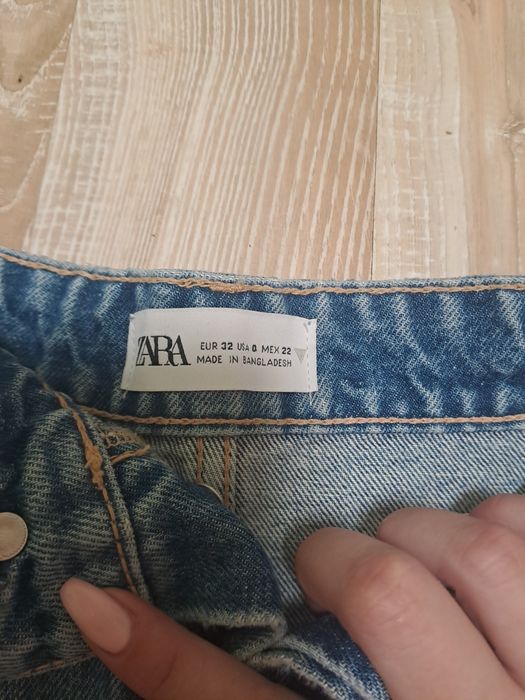 ZARA
EUR 32 USA 0 MEX 22
MADE IN BANGLADESH